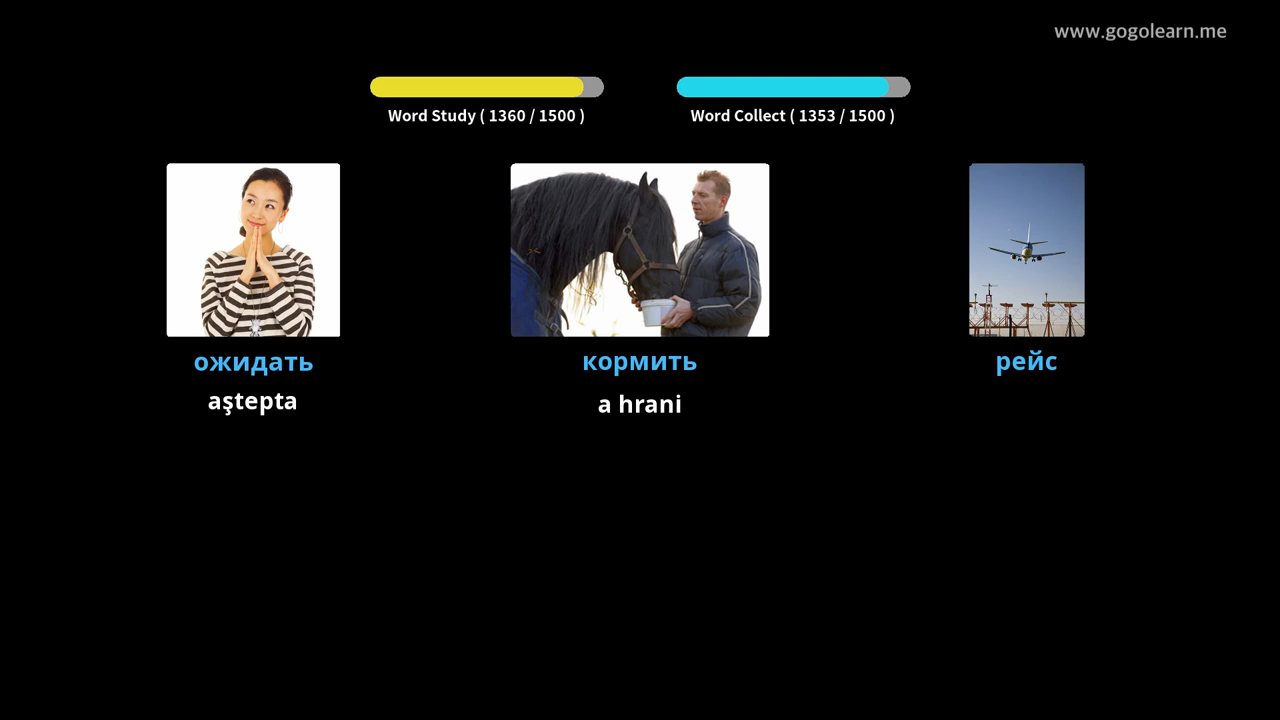 www.gogolearn.me
Word Study ( 1360 / 1500 )
Word Collect ( 1353 / 1500 )
ожидать
кормить
рейс
aştepta
a hrani